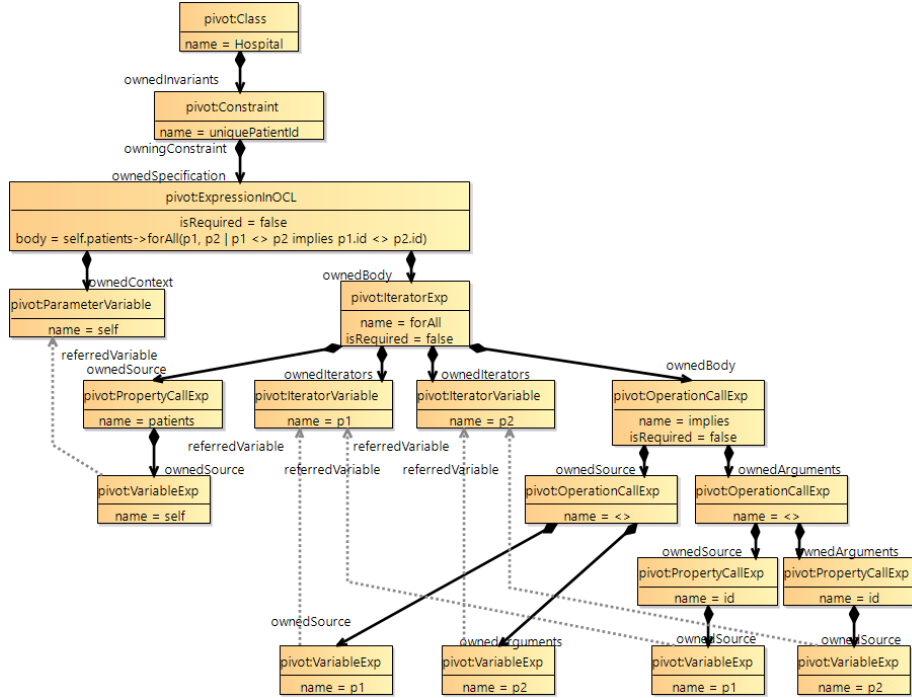 pivot:Class
name = Hospital
ownedInvariants
pivot:Constraint
name = uniquePatientId
owningConstraint
ownedSpecification
pivot:ExpressionInOCL
isRequired = false
body = self.patients->forAll(p1, p2 | p1 <> p2 implies p1.id <> p2.id)
ownedContext
ownedBody
pivot:ParameterVariable
name = self
pivot:IteratorExp
name = forAll
isRequired = false
referredVariable
ownedSource
ownedIterators
ownedIterators
ownedBody
pivot:PropertyCallExp
name = patients
pivot:IteratorVariable
name = p1
pivot:IteratorVariable
name = p2
pivot:OperationCallExp
name = implies
isRequired = false
referredVariable
referredVariable
ownedSource
referredVariable
referredVariable
ownedSource
ownedArguments
pivot:VariableExp
name = self
pivot:OperationCallExp
name = <>
pivot:OperationCallExp
name = <>
ownedSource
ownedArguments
pivot:PropertyCallExp
name = id
pivot:PropertyCallExp
name = id
ownedSource
ownedArguments
ownedSource
ownedSource
pivot:VariableExp
name = p1
pivot:VariableExp
name = p2
pivot:VariableExp
name = p1
pivot:VariableExp
name = p2